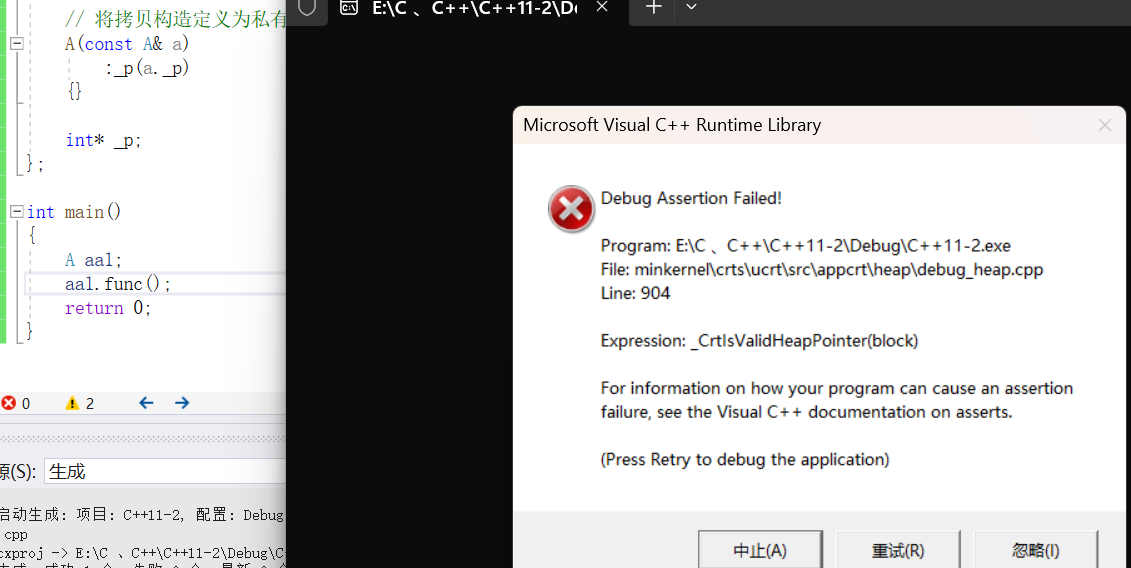 // 将拷贝构造定义为私有
A(const A& a)
:_p(a._p)
{}
int* _p;
};
int main()
{
A aal;
aal.func();
return 0;
}
0 2
源(S): 生成
启动生成: 项目: C++11-2, 配置: Debug
cpp
cxproj -> E:\C 、C++\C++11-2\Debug\C
E:\C 、C++\C++11-2\De
Microsoft Visual C++ Runtime Library
Debug Assertion Failed!
Program: E:\C 、C++\C++11-2\Debug\C++11-2.exe
File: minkernel\crts\ucrt\src\appcrt\heap\debug_heap.cpp
Line: 904
Expression: _CrtIsValidHeapPointer(block)
For information on how your program can cause an assertion
failure, see the Visual C++ documentation on asserts.
(Press Retry to debug the application)
中止(A) 重试(R) 忽略(I)